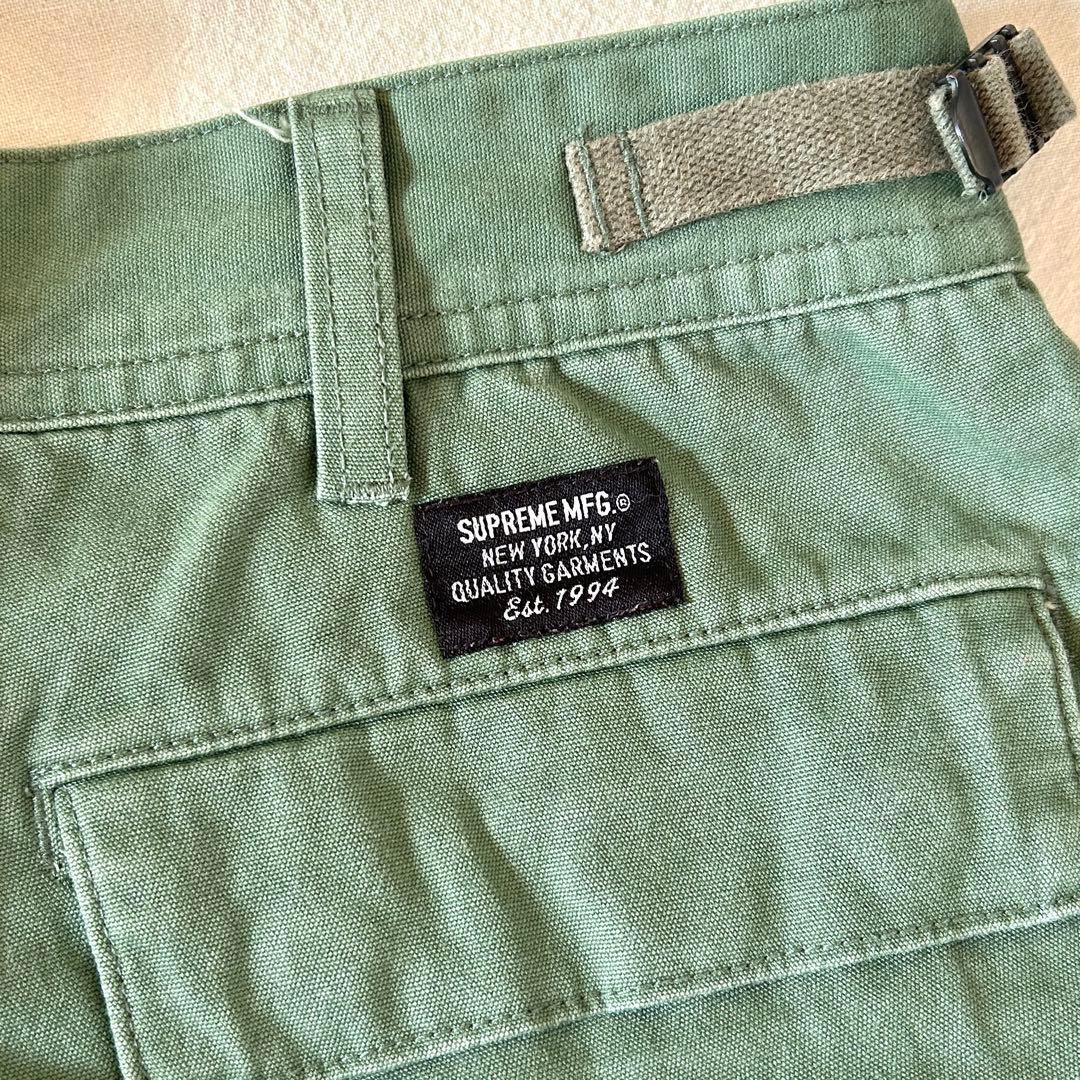 SUPREME MFG.®
NEW YORK, NY
QUALITY GARMENTS
Est. 1994